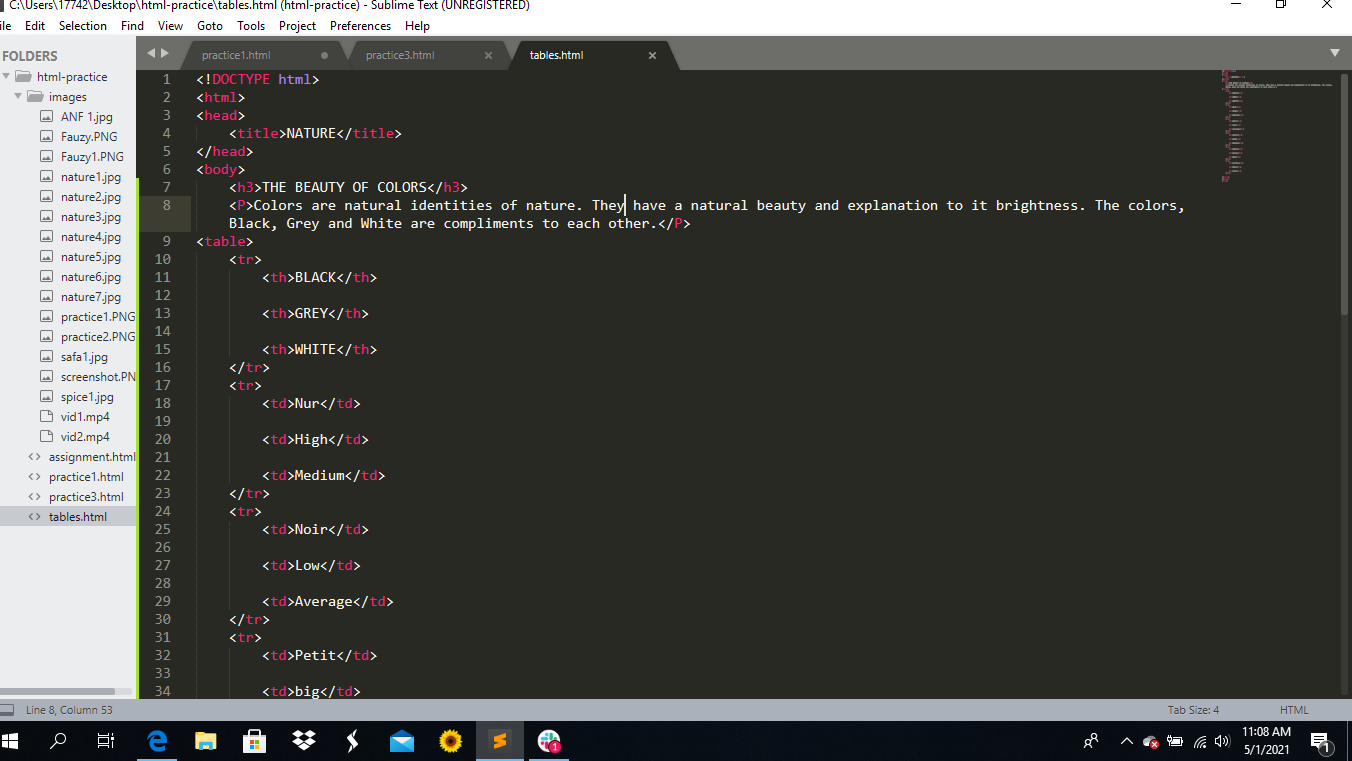 C:\Users\17742\Desktop\html-practice\tables.html (html-practice) - Sublime Text (UNREGISTERED)
ile Edit Selection Find View Goto Tools Project Preferences Help
FOLDERS
html-practice
images
ANF 1.jpg
Fauzy.PNG
Fauzy1.PNG
nature1.jpg
nature2.jpg
nature3.jpg
nature4.jpg
nature5.jpg
nature6.jpg
nature7.jpg
practice1.PNG
practice2.PNG
safa1.jpg
screenshot.PN
spice1.jpg
vid1.mp4
vid2.mp4
assignment.html
practice1.html
practice3.html
tables.html
practice1.html practice3.html tables.html
1 <!DOCTYPE html>
2 <html>
3 <head>
4 <title>NATURE</title>
5 </head>
6 <body>
7 <h3>THE BEAUTY OF COLORS</h3>
8 <P>Colors are natural identities of nature. They have a natural beauty and explanation to it brightness. The colors,
Black, Grey and White are compliments to each other.</P>
9 <table>
10 <tr>
11 <th>BLACK</th>
12
13 <th>GREY</th>
14
15 <th>WHITE</th>
16 </tr>
17 <tr>
18 <td>Nur</td>
19
20 <td>High</td>
21
22 <td>Medium</td>
23 </tr>
24 <tr>
25 <td>Noir</td>
26
27 <td>Low</td>
28
29 <td>Average</td>
30 </tr>
31 <tr>
32 <td>Petit</td>
33
34 <td>big</td>
Line 8, Column 53 Tab Size: 4 HTML
1
11:08 AM
5/1/2021
1